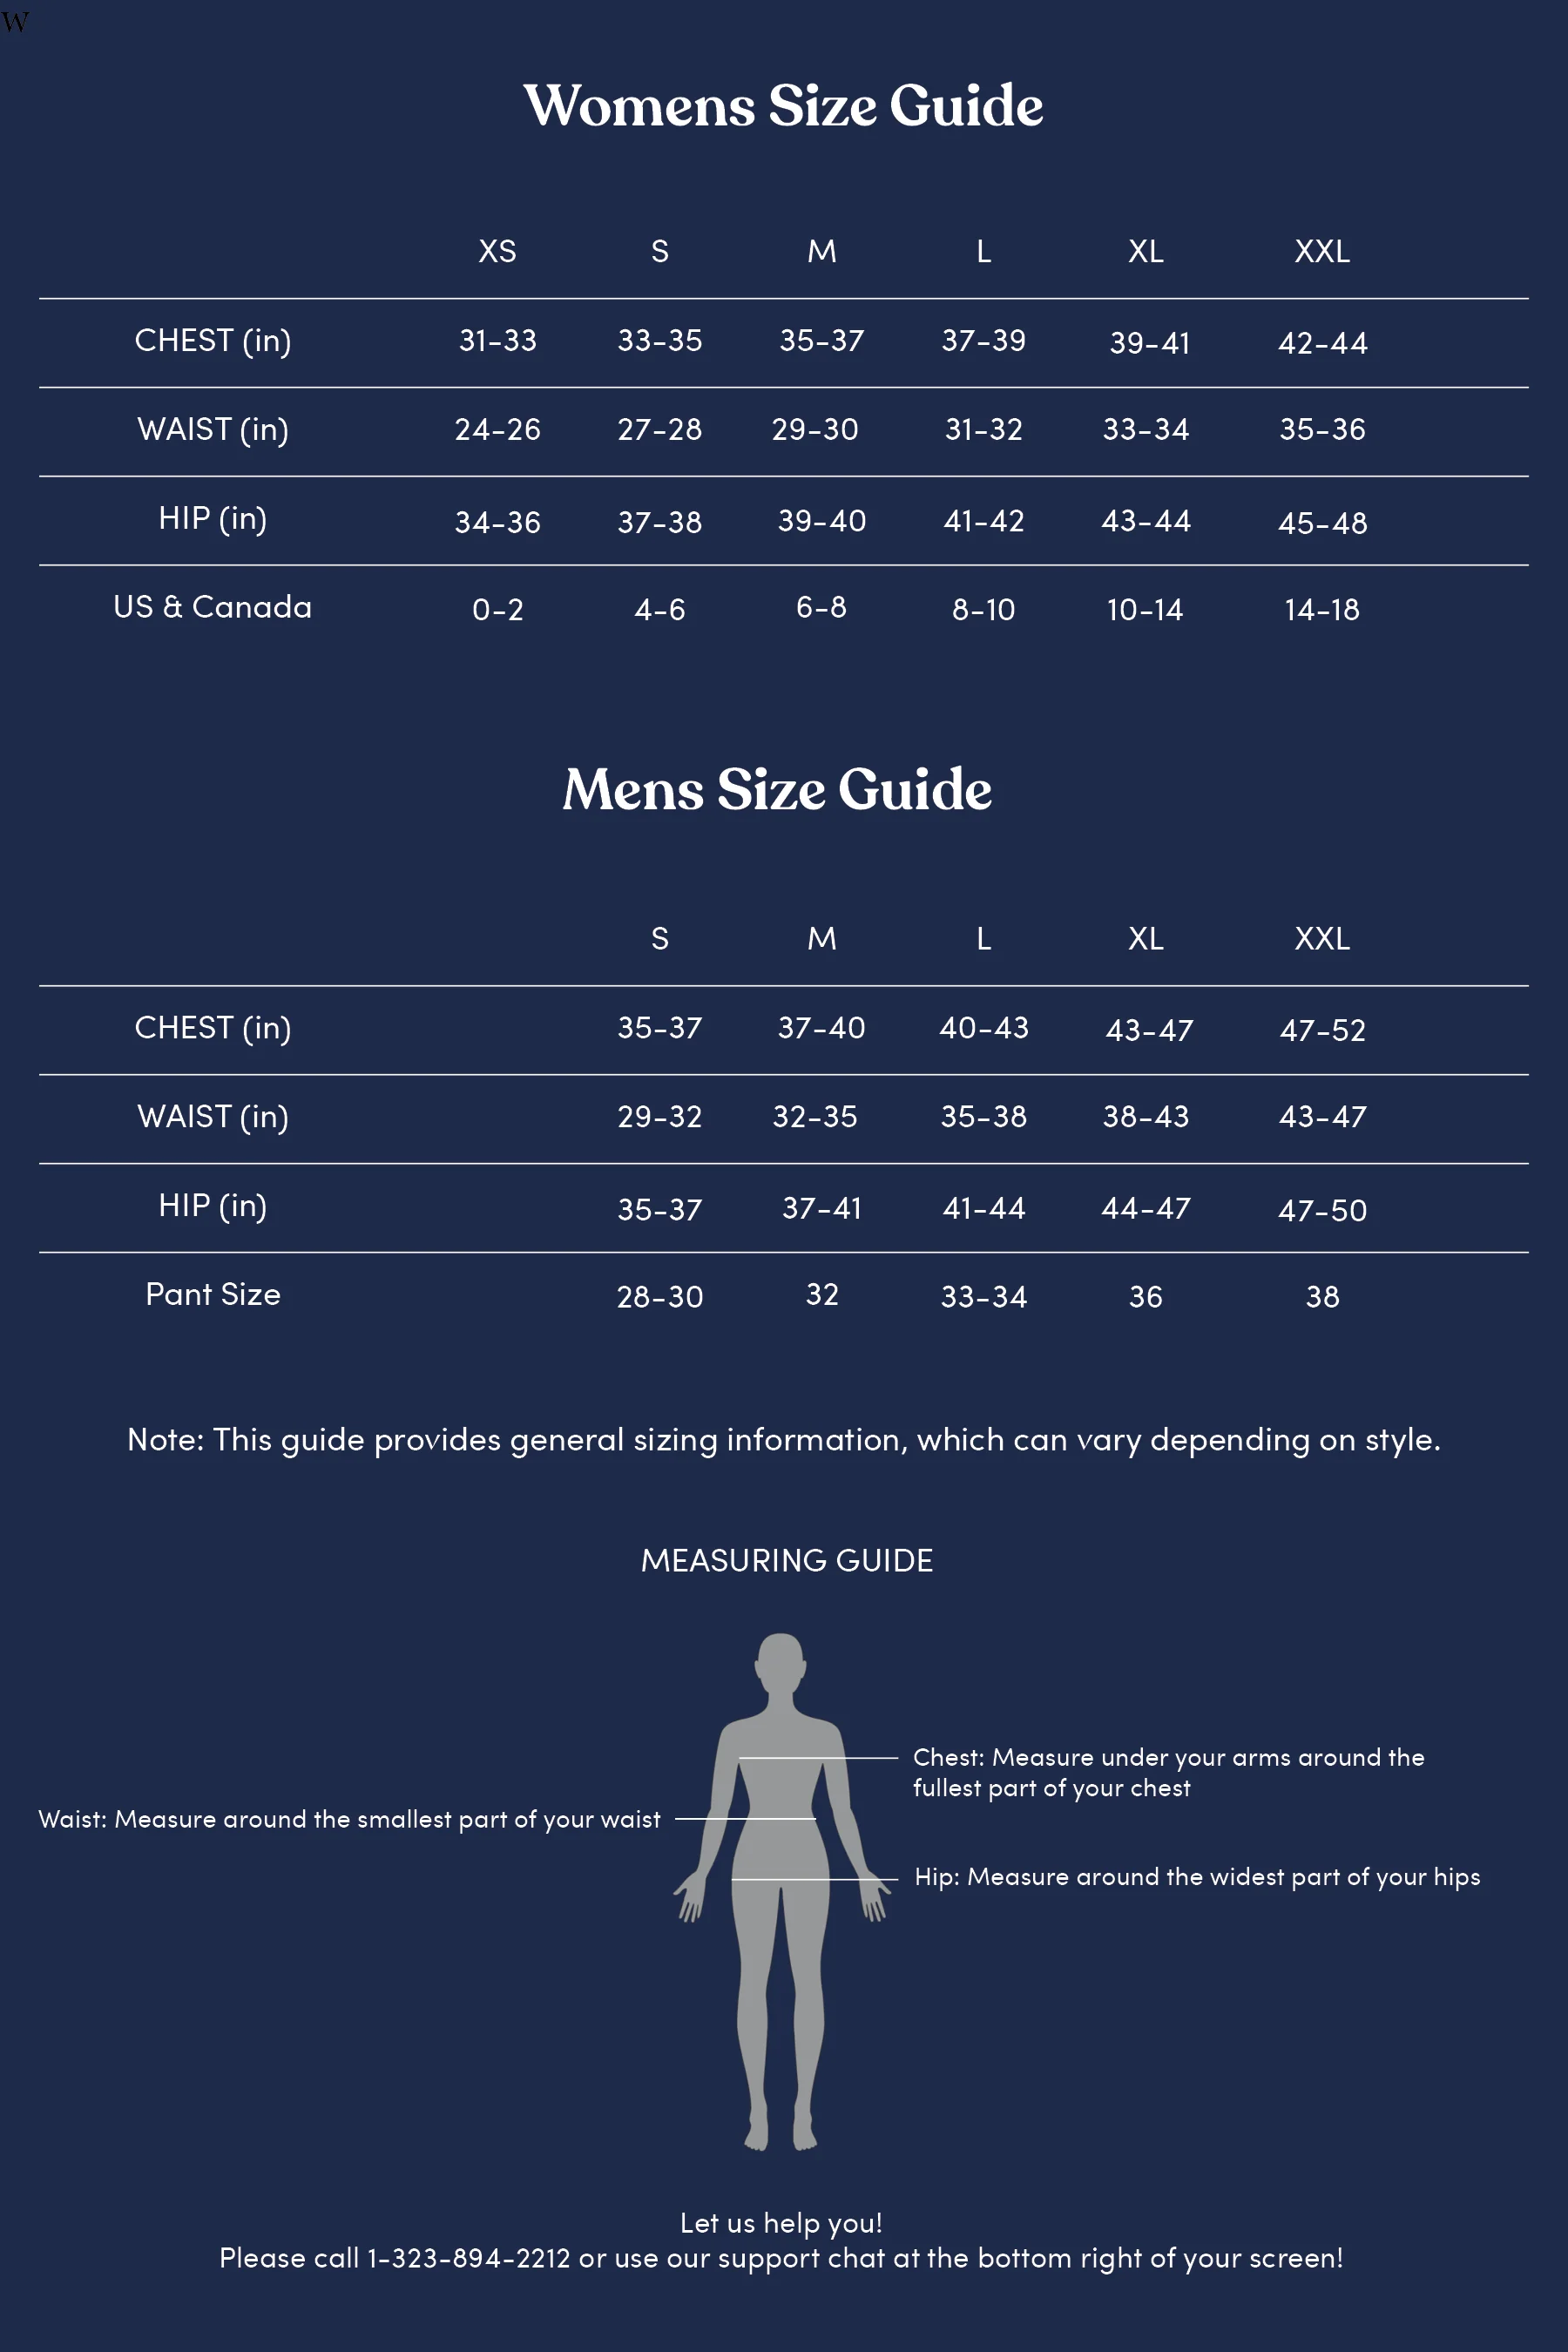 W
Womens Size Guide
XS S M L XL XXL
CHEST (in) 31-33 33-35 35-37 37-39 39-41 42-44
WAIST (in) 24-26 27-28 29-30 31-32 33-34 35-36
HIP (in) 34-36 37-38 39-40 41-42 43-44 45-48
US & Canada 0-2 4-6 6-8 8-10 10-14 14-18
Mens Size Guide
S M L XL XXL
CHEST (in) 35-37 37-40 40-43 43-47 47-52
WAIST (in) 29-32 32-35 35-38 38-43 43-47
HIP (in) 35-37 37-41 41-44 44-47 47-50
Pant Size 28-30 32 33-34 36 38
Note: This guide provides general sizing information, which can vary depending on style.
MEASURING GUIDE
Chest: Measure under your arms around the
fullest part of your chest
Waist: Measure around the smallest part of your waist
Hip: Measure around the widest part of your hips
Let us help you!
Please call 1-323-894-2212 or use our support chat at the bottom right of your screen!